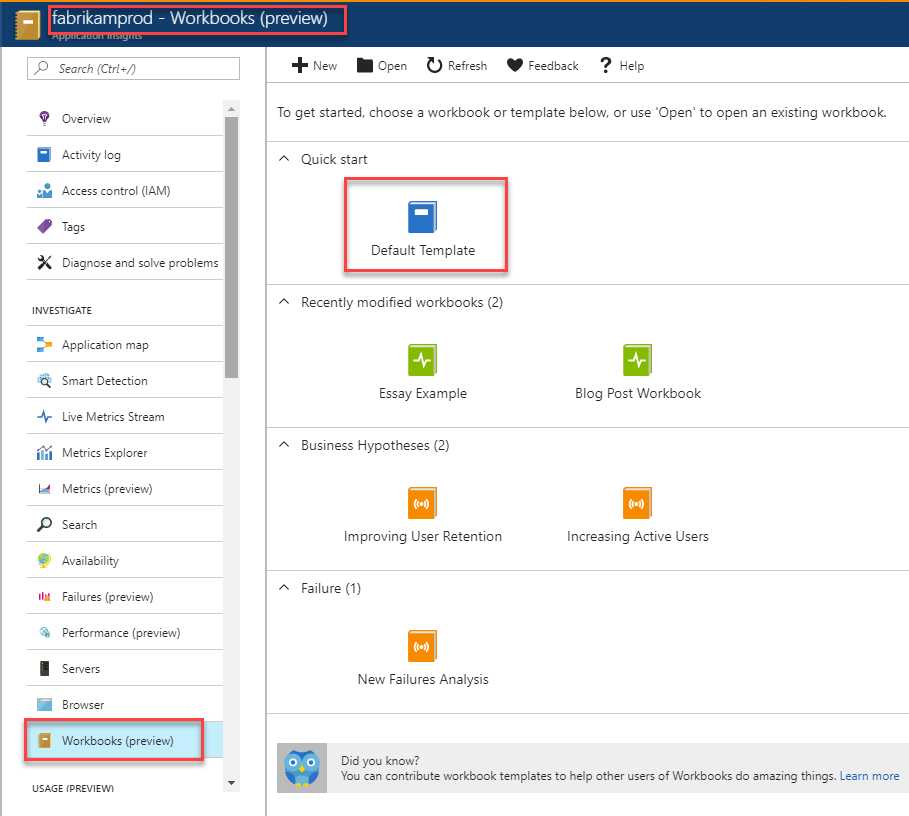 fabrikamprod - Workbooks (preview)
Application Insights
Search (Ctrl+/)
Overview
Activity log
Access control (IAM)
Tags
Diagnose and solve problems
INVESTIGATE
Application map
Smart Detection
Live Metrics Stream
Metrics Explorer
Metrics (preview)
Search
Availability
Failures (preview)
Performance (preview)
Servers
Browser
Workbooks (preview)
USAGE (PREVIEW)
New Open Refresh Feedback ? Help
To get started, choose a workbook or template below, or use 'Open' to open an existing workbook.
Quick start
Default Template
Recently modified workbooks (2)
Essay Example Blog Post Workbook
Business Hypotheses (2)
Improving User Retention Increasing Active Users
Failure (1)
New Failures Analysis
Did you know?
You can contribute workbook templates to help other users of Workbooks do amazing things. Learn more